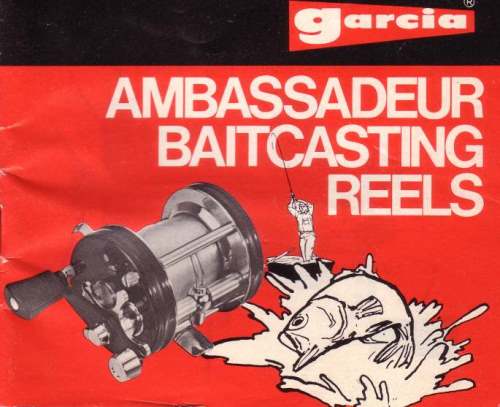 ®
garcia
AMBASSADEUR
BAITCASTING
REELS